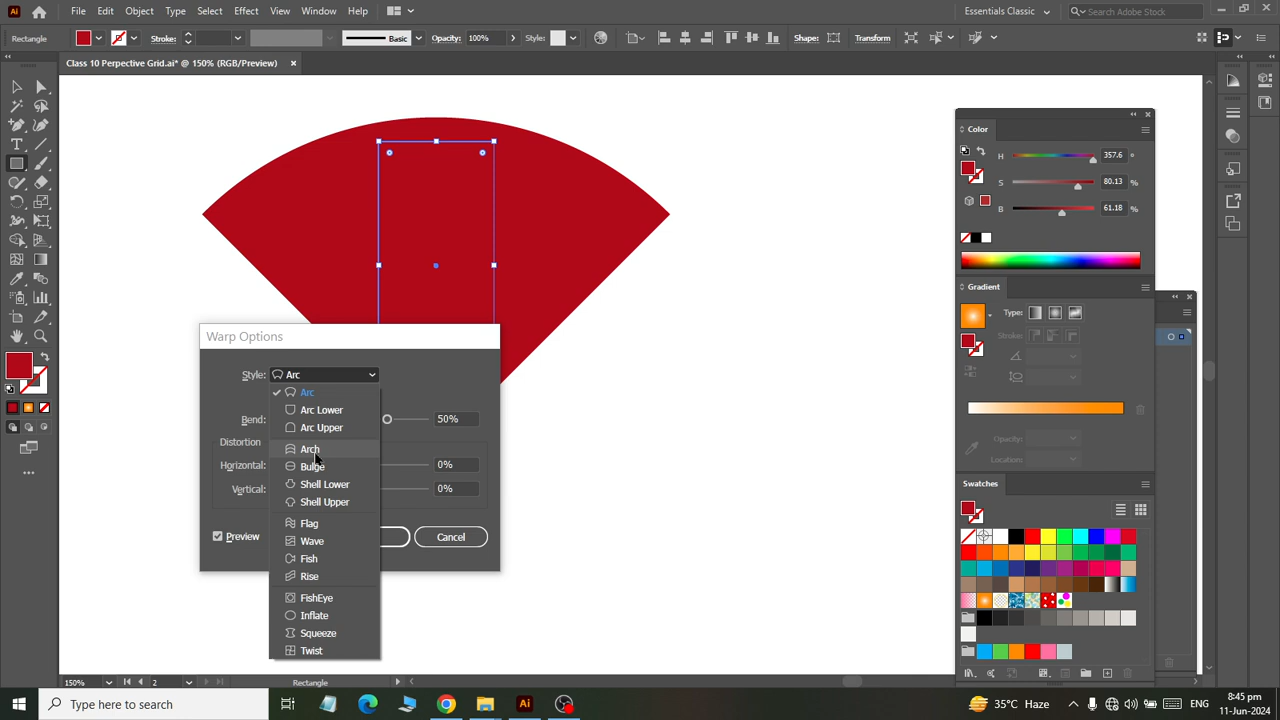 Ai File Edit Object Type Select Effect View Window Help Essentials Classic Search Adobe Stock
Rectangle Stroke: Basic Opacity: 100% Style: Shape: Transform
Class 10 Perpective Grid.ai* @ 150% (RGB/Preview)
Color
H 357.6 °
S 80.13 %
B 61.18 %
Gradient
Type:
Stroke:
Opacity:
Location:
Swatches
Warp Options
Style: Arc
Arc
Arc Lower
Bend: 50%
Arc Upper
Distortion
Arch
Horizontal: 0%
Bulge
Vertical: 0%
Shell Lower
Shell Upper
Flag
Preview Cancel
Wave
Fish
Rise
FishEye
Inflate
Squeeze
Twist
150% 2 Rectangle
Type here to search
Ai
35°C Haze
ENG
8:45 pm
11-Jun-2024